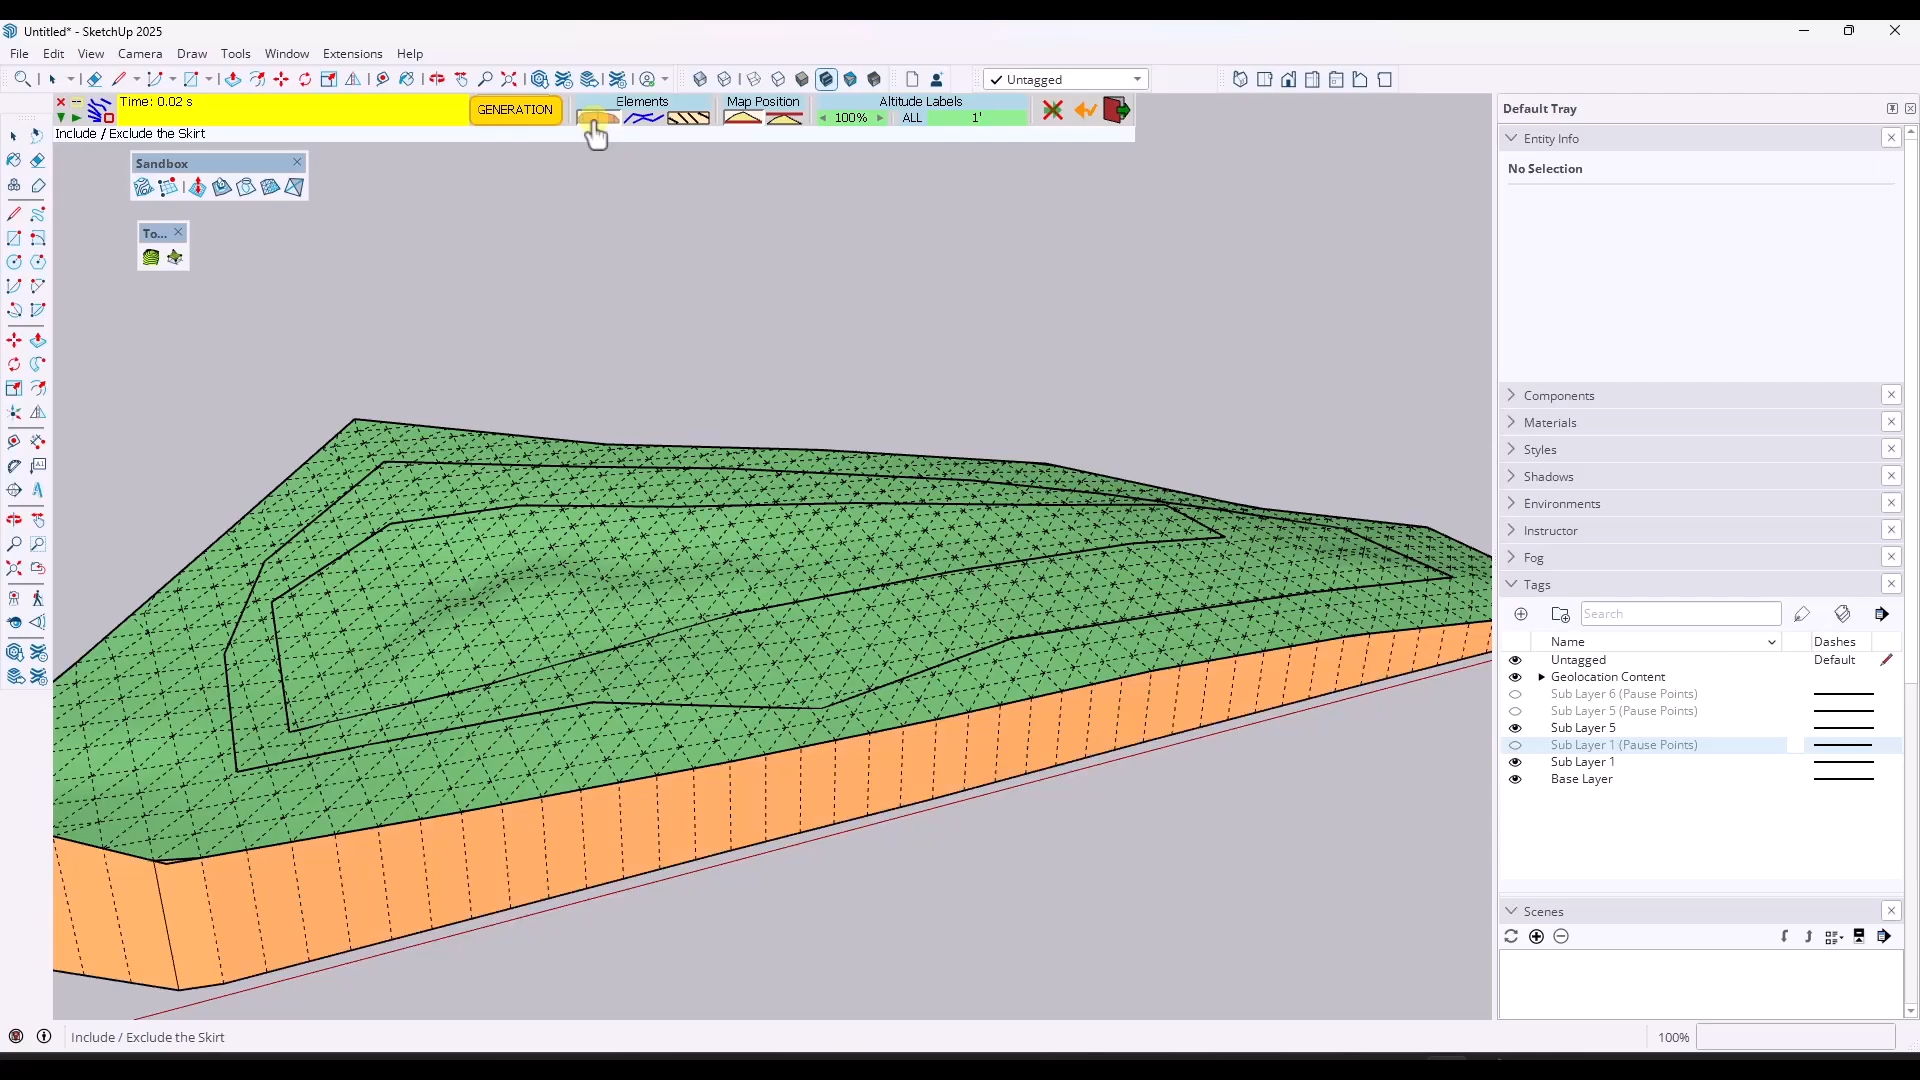 Untitled* - SketchUp 2025
File Edit View Camera Draw Tools Window Extensions Help
Untagged
Time: 0.02 s
GENERATION
Elements
Map Position
Altitude Labels
100%
ALL
1'
Include / Exclude the Skirt
Sandbox
To...
Default Tray
Entity Info
No Selection
Components
Materials
Styles
Shadows
Environments
Instructor
Fog
Tags
Search
Name Dashes
Untagged Default
Geolocation Content
Sub Layer 6 (Pause Points)
Sub Layer 5 (Pause Points)
Sub Layer 5
Sub Layer 1 (Pause Points)
Sub Layer 1
Base Layer
Scenes
Include / Exclude the Skirt
100%